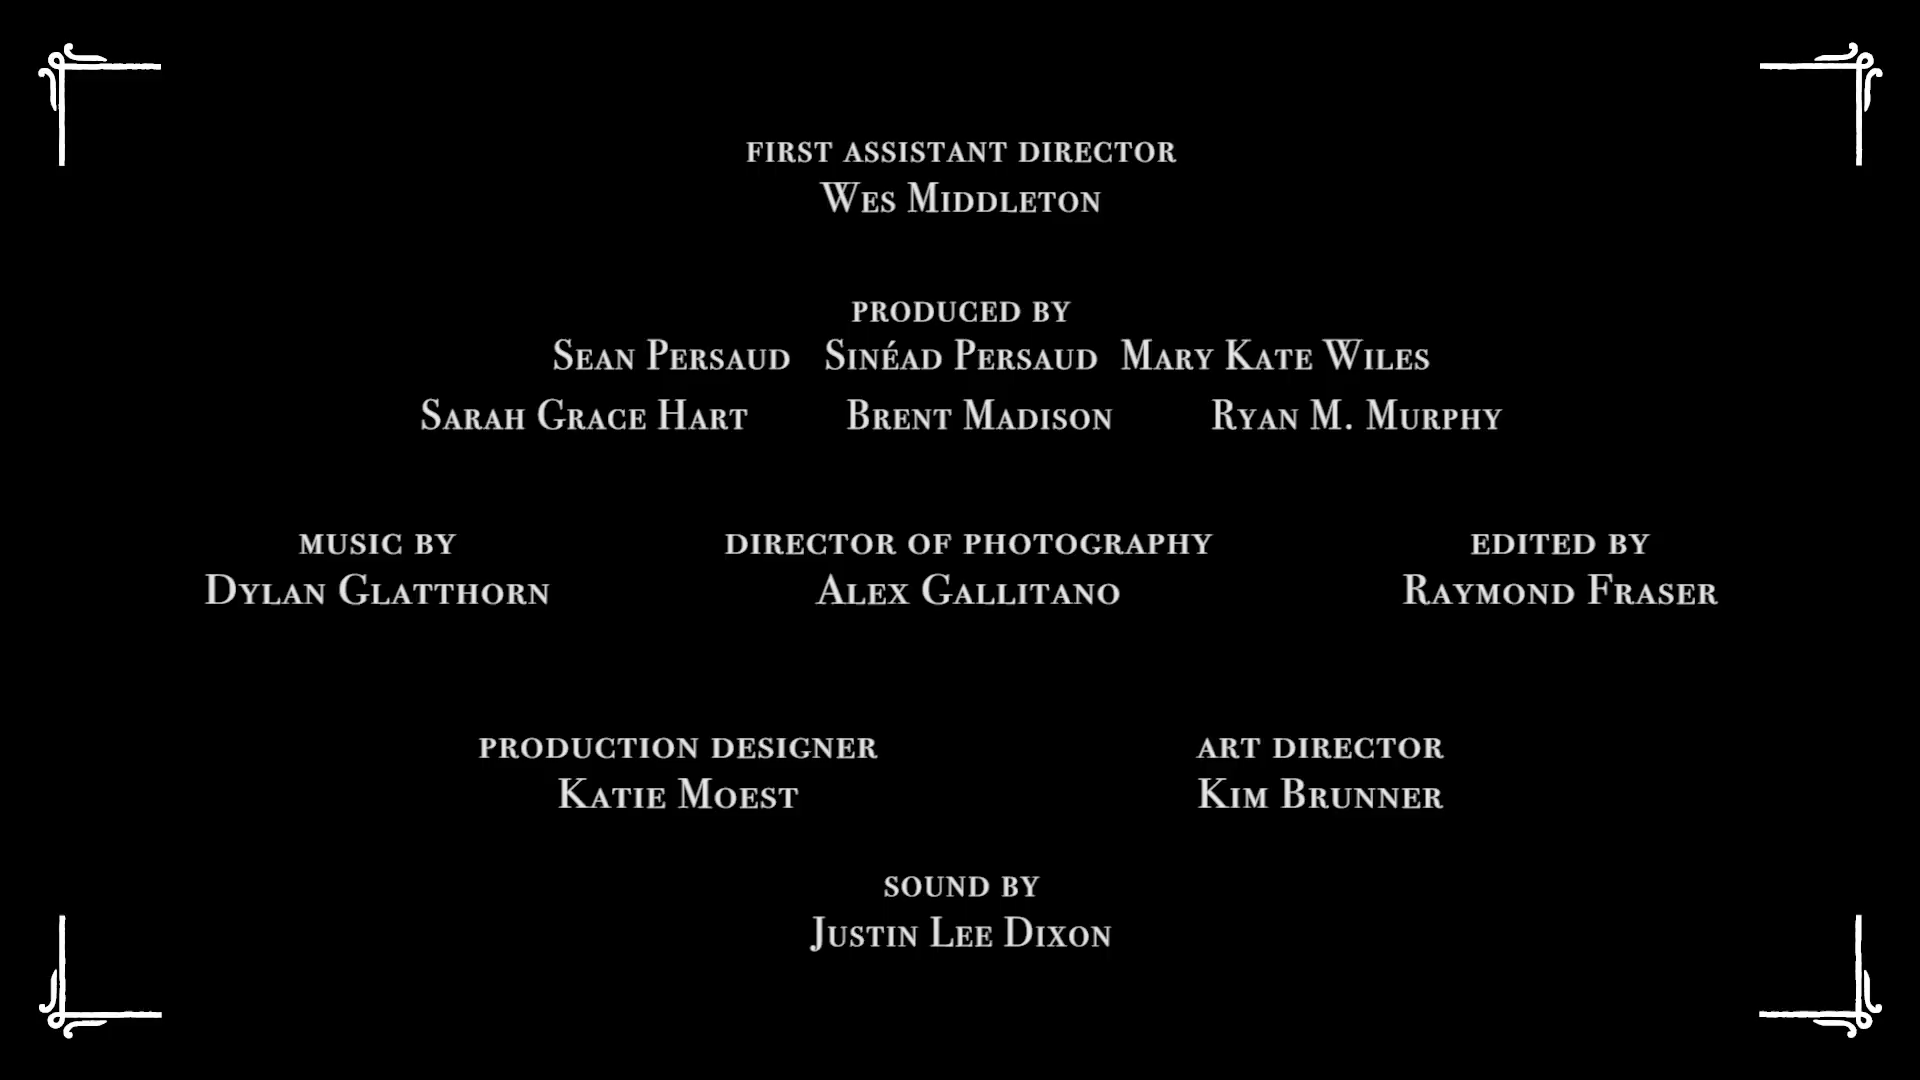 FIRST ASSISTANT DIRECTOR
WES MIDDLETON
PRODUCED BY
SEAN PERSAUD SINÉAD PERSAUD MARY KATE WILES
SARAH GRACE HART BRENT MADISON RYAN M. MURPHY
MUSIC BY DIRECTOR OF PHOTOGRAPHY EDITED BY
DYLAN GLATTHORN ALEX GALLITANO RAYMOND FRASER
PRODUCTION DESIGNER ART DIRECTOR
KATIE MOEST KIM BRUNNER
SOUND BY
JUSTIN LEE DIXON